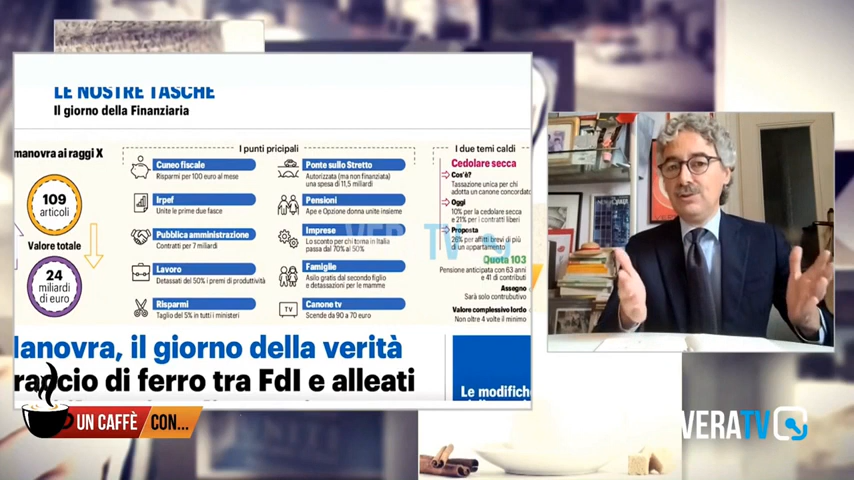 LE NOSTRE TASCHE
Il giorno della Finanziaria
manovra ai raggi X
109
articoli
Valore totale
24
miliardi
di euro
I punti pricipali
Cuneo fiscale
Risparmi per 100 euro al mese
Irpef
Unite le prime due fasce
Pubblica amministrazione
Contratti per 7 miliardi
Lavoro
Detassati del 50% i premi di produttività
Risparmi
Taglio del 5% in tutti i ministeri
Ponte sullo Stretto
Autorizzata (ma non finanziata)
una spesa di 11,5 miliardi
Pensioni
Ape e Opzione donna unite insieme
Imprese
Lo sconto per chi torna in Italia
passa dal 70% al 50%
Famiglie
Asilo gratis dal secondo figlio
e detassazioni per le mamme
TV
Canone tv
Scende da 90 a 70 euro
I due temi caldi
Cedolare secca
Cos'è?
Tassazione unica per chi
adotta un canone concordato
Oggi
10% per la cedolare secca
e 21% per i contratti liberi
Proposta
26% per affitti brevi di più
di un appartamento
Quota 103
Pensione anticipata con 63 anni
e 41 di contributi
Assegno
Sarà solo contributivo
Valore complessivo lordo
Non oltre 4 volte il minimo
VERATV
Manovra, il giorno della verità
raccio di ferro tra FdI e alleati
Le modifiche
UN CAFFÈ CON...
VERATV